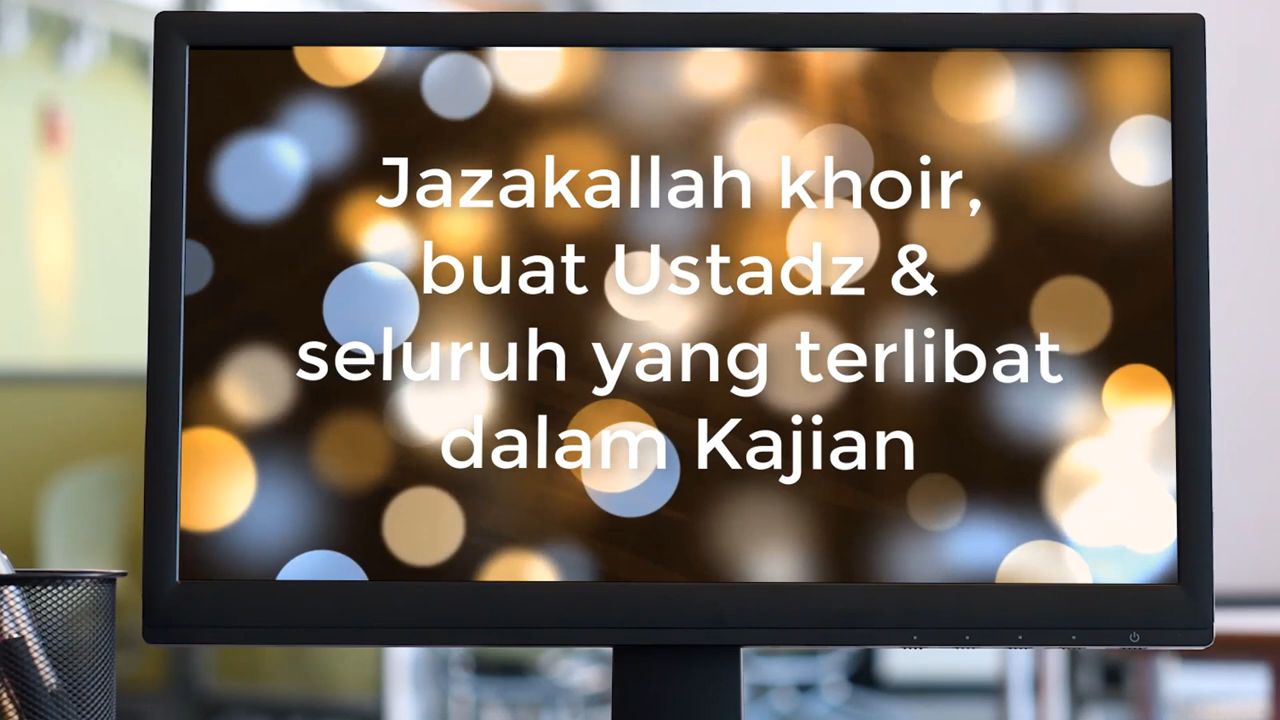 Jazakallah khoir,
buat Ustadz &
seluruh yang terlibat
dalam Kajian